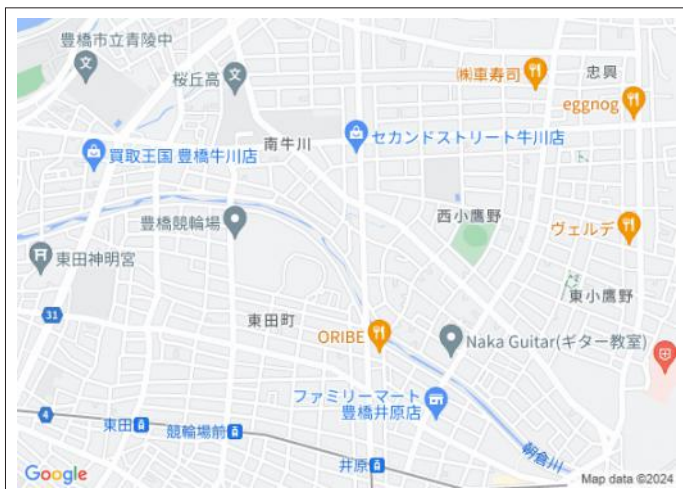 豊橋市立青陵中
文
桜丘高
文
㈱車寿司
忠興
eggnog
買取王国 豊橋牛川店
南牛川
セカンドストリート牛川店
豊橋競輪場
西小鷹野
ヴェルデ
東田神明宮
31
東田町
東小鷹野
ORIBE
Naka Guitar(ギター教室)
ファミリーマート
豊橋井原店
4
東田
競輪場前
井原
朝倉川
Google
Map data ©2024